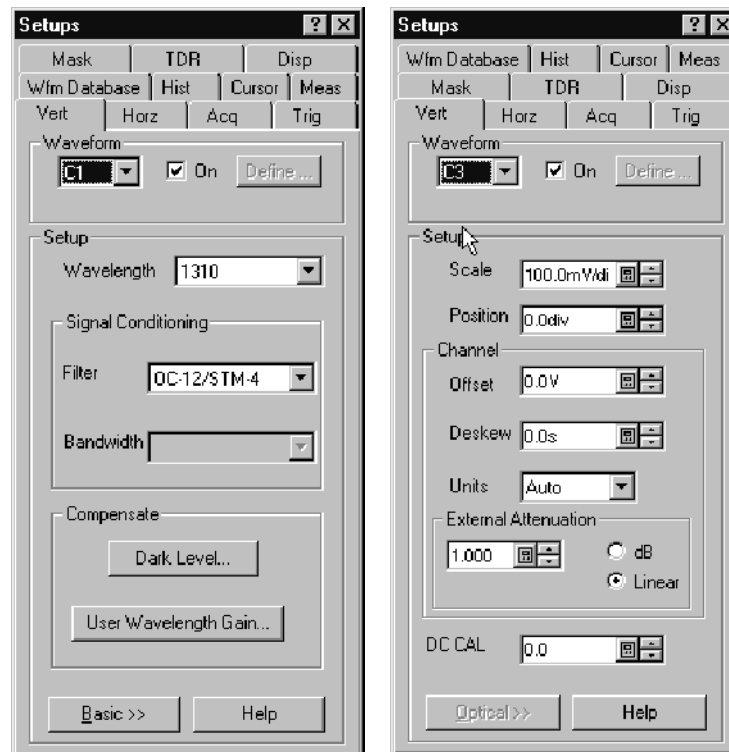 Setups
Mask TDR Disp
Wfm Database Hist Cursor Meas
Vert Horz Acq Trig
Waveform
C1 On Define ...
Setup
Wavelength 1310
Signal Conditioning
Filter OC-12/STM-4
Bandwidth
Compensate
Dark Level...
User Wavelength Gain...
Basic >> Help
Setups
Wfm Database Hist Cursor Meas
Mask TDR Disp
Vert Horz Acq Trig
Waveform
C3 On Define ...
Setup
Scale 100.0mV/di
Position 0.0div
Channel
Offset 0.0V
Deskew 0.0s
Units Auto
External Attenuation
1.000 dB
Linear
DC CAL 0.0
Optical >> Help